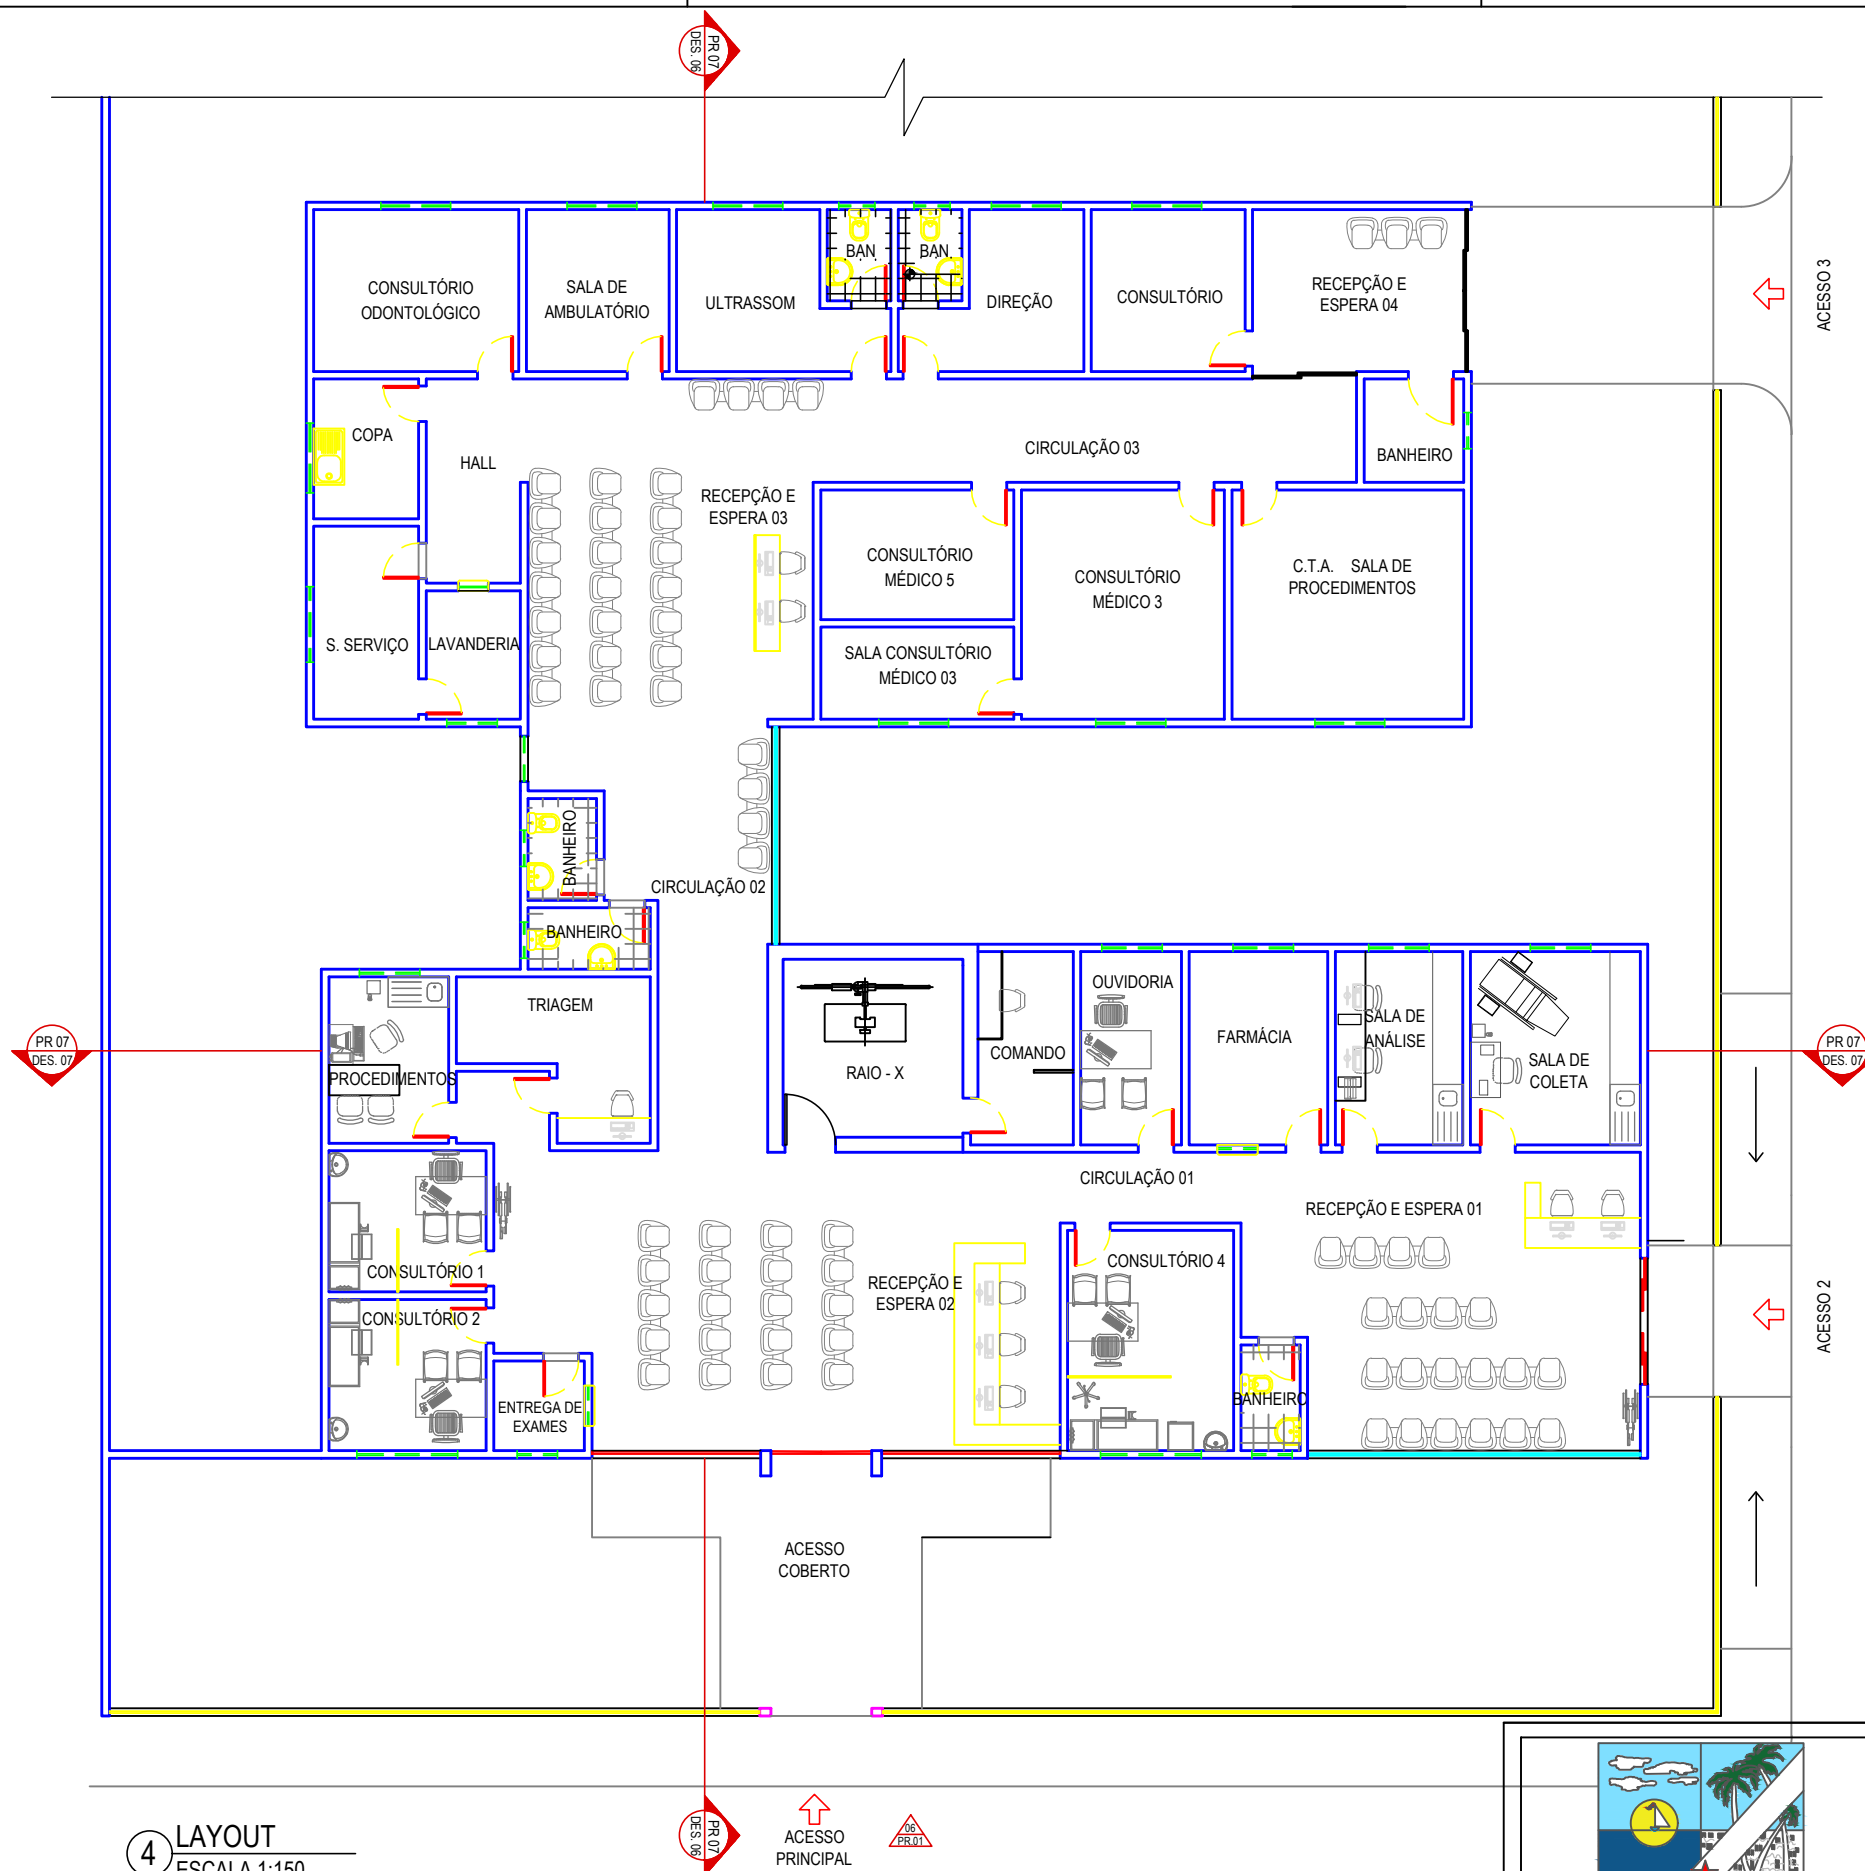 PR 07
DES. 06
CONSULTÓRIO
ODONTOLÓGICO
SALA DE
AMBULATÓRIO
ULTRASSOM
BAN.
BAN.
DIREÇÃO
CONSULTÓRIO
RECEPÇÃO E
ESPERA 04
ACESSO 3
COPA
HALL
CIRCULAÇÃO 03
BANHEIRO
RECEPÇÃO E
ESPERA 03
CONSULTÓRIO
MÉDICO 5
CONSULTÓRIO
MÉDICO 3
C.T.A. SALA DE
PROCEDIMENTOS
S. SERVIÇO
LAVANDERIA
SALA CONSULTÓRIO
MÉDICO 03
BANHEIRO
CIRCULAÇÃO 02
BANHEIRO
TRIAGEM
PROCEDIMENTOS
RAIO - X
COMANDO
OUVIDORIA
FARMÁCIA
SALA DE
ANÁLISE
SALA DE
COLETA
PR 07
DES. 07
PR 07
DES. 07
CIRCULAÇÃO 01
RECEPÇÃO E ESPERA 01
CONSULTÓRIO 1
CONSULTÓRIO 2
RECEPÇÃO E
ESPERA 02
CONSULTÓRIO 4
BANHEIRO
ACESSO 2
ENTREGA DE
EXAMES
ACESSO
COBERTO
4
LAYOUT
ESCALA 1:150
PR 07
DES. 06
ACESSO
PRINCIPAL
06
PR.01